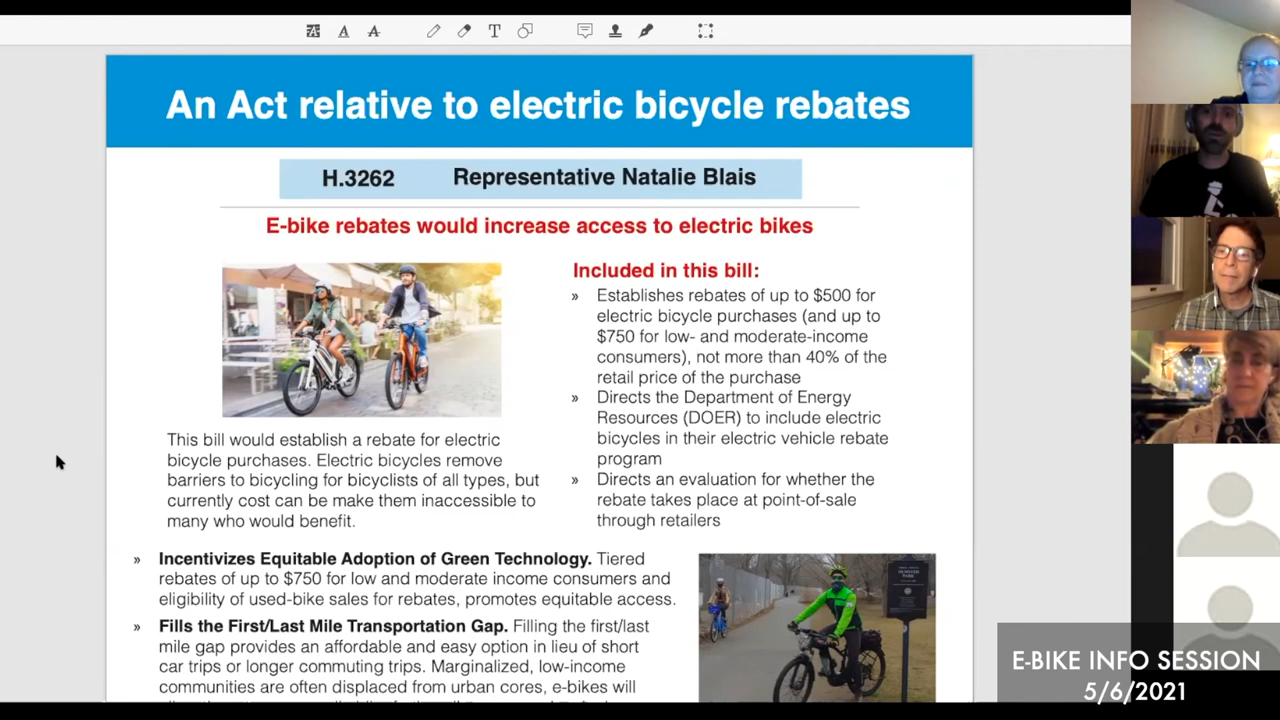 An Act relative to electric bicycle rebates
H.3262 Representative Natalie Blais
E-bike rebates would increase access to electric bikes
Included in this bill:
» Establishes rebates of up to $500 for
electric bicycle purchases (and up to
$750 for low- and moderate-income
consumers), not more than 40% of the
retail price of the purchase
» Directs the Department of Energy
Resources (DOER) to include electric
bicycles in their electric vehicle rebate
program
» Directs an evaluation for whether the
rebate takes place at point-of-sale
through retailers
This bill would establish a rebate for electric
bicycle purchases. Electric bicycles remove
barriers to bicycling for bicyclists of all types, but
currently cost can be make them inaccessible to
many who would benefit.
» Incentivizes Equitable Adoption of Green Technology. Tiered
rebates of up to $750 for low and moderate income consumers and
eligibility of used-bike sales for rebates, promotes equitable access.
» Fills the First/Last Mile Transportation Gap. Filling the first/last
mile gap provides an affordable and easy option in lieu of short
car trips or longer commuting trips. Marginalized, low-income
communities are often displaced from urban cores, e-bikes will
E-BIKE INFO SESSION
5/6/2021